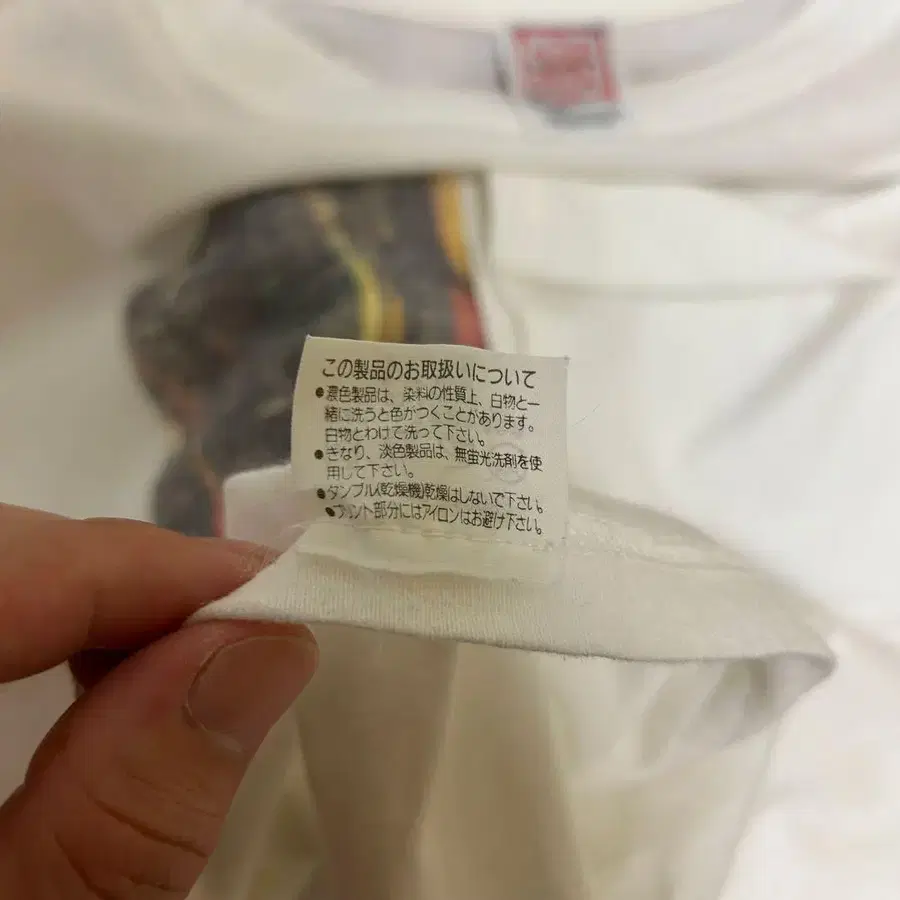 この製品のお取扱いについて
●濃色製品は、染料の性質上、白物と一
緒に洗うと色がつくことがあります。
白物とわけて洗って下さい。
●きなり、淡色製品は、無蛍光洗剤を使
用して下さい。
●タンブル(乾燥機)乾燥はしないで下さい。
●プリント部分にはアイロンはお避け下さい。